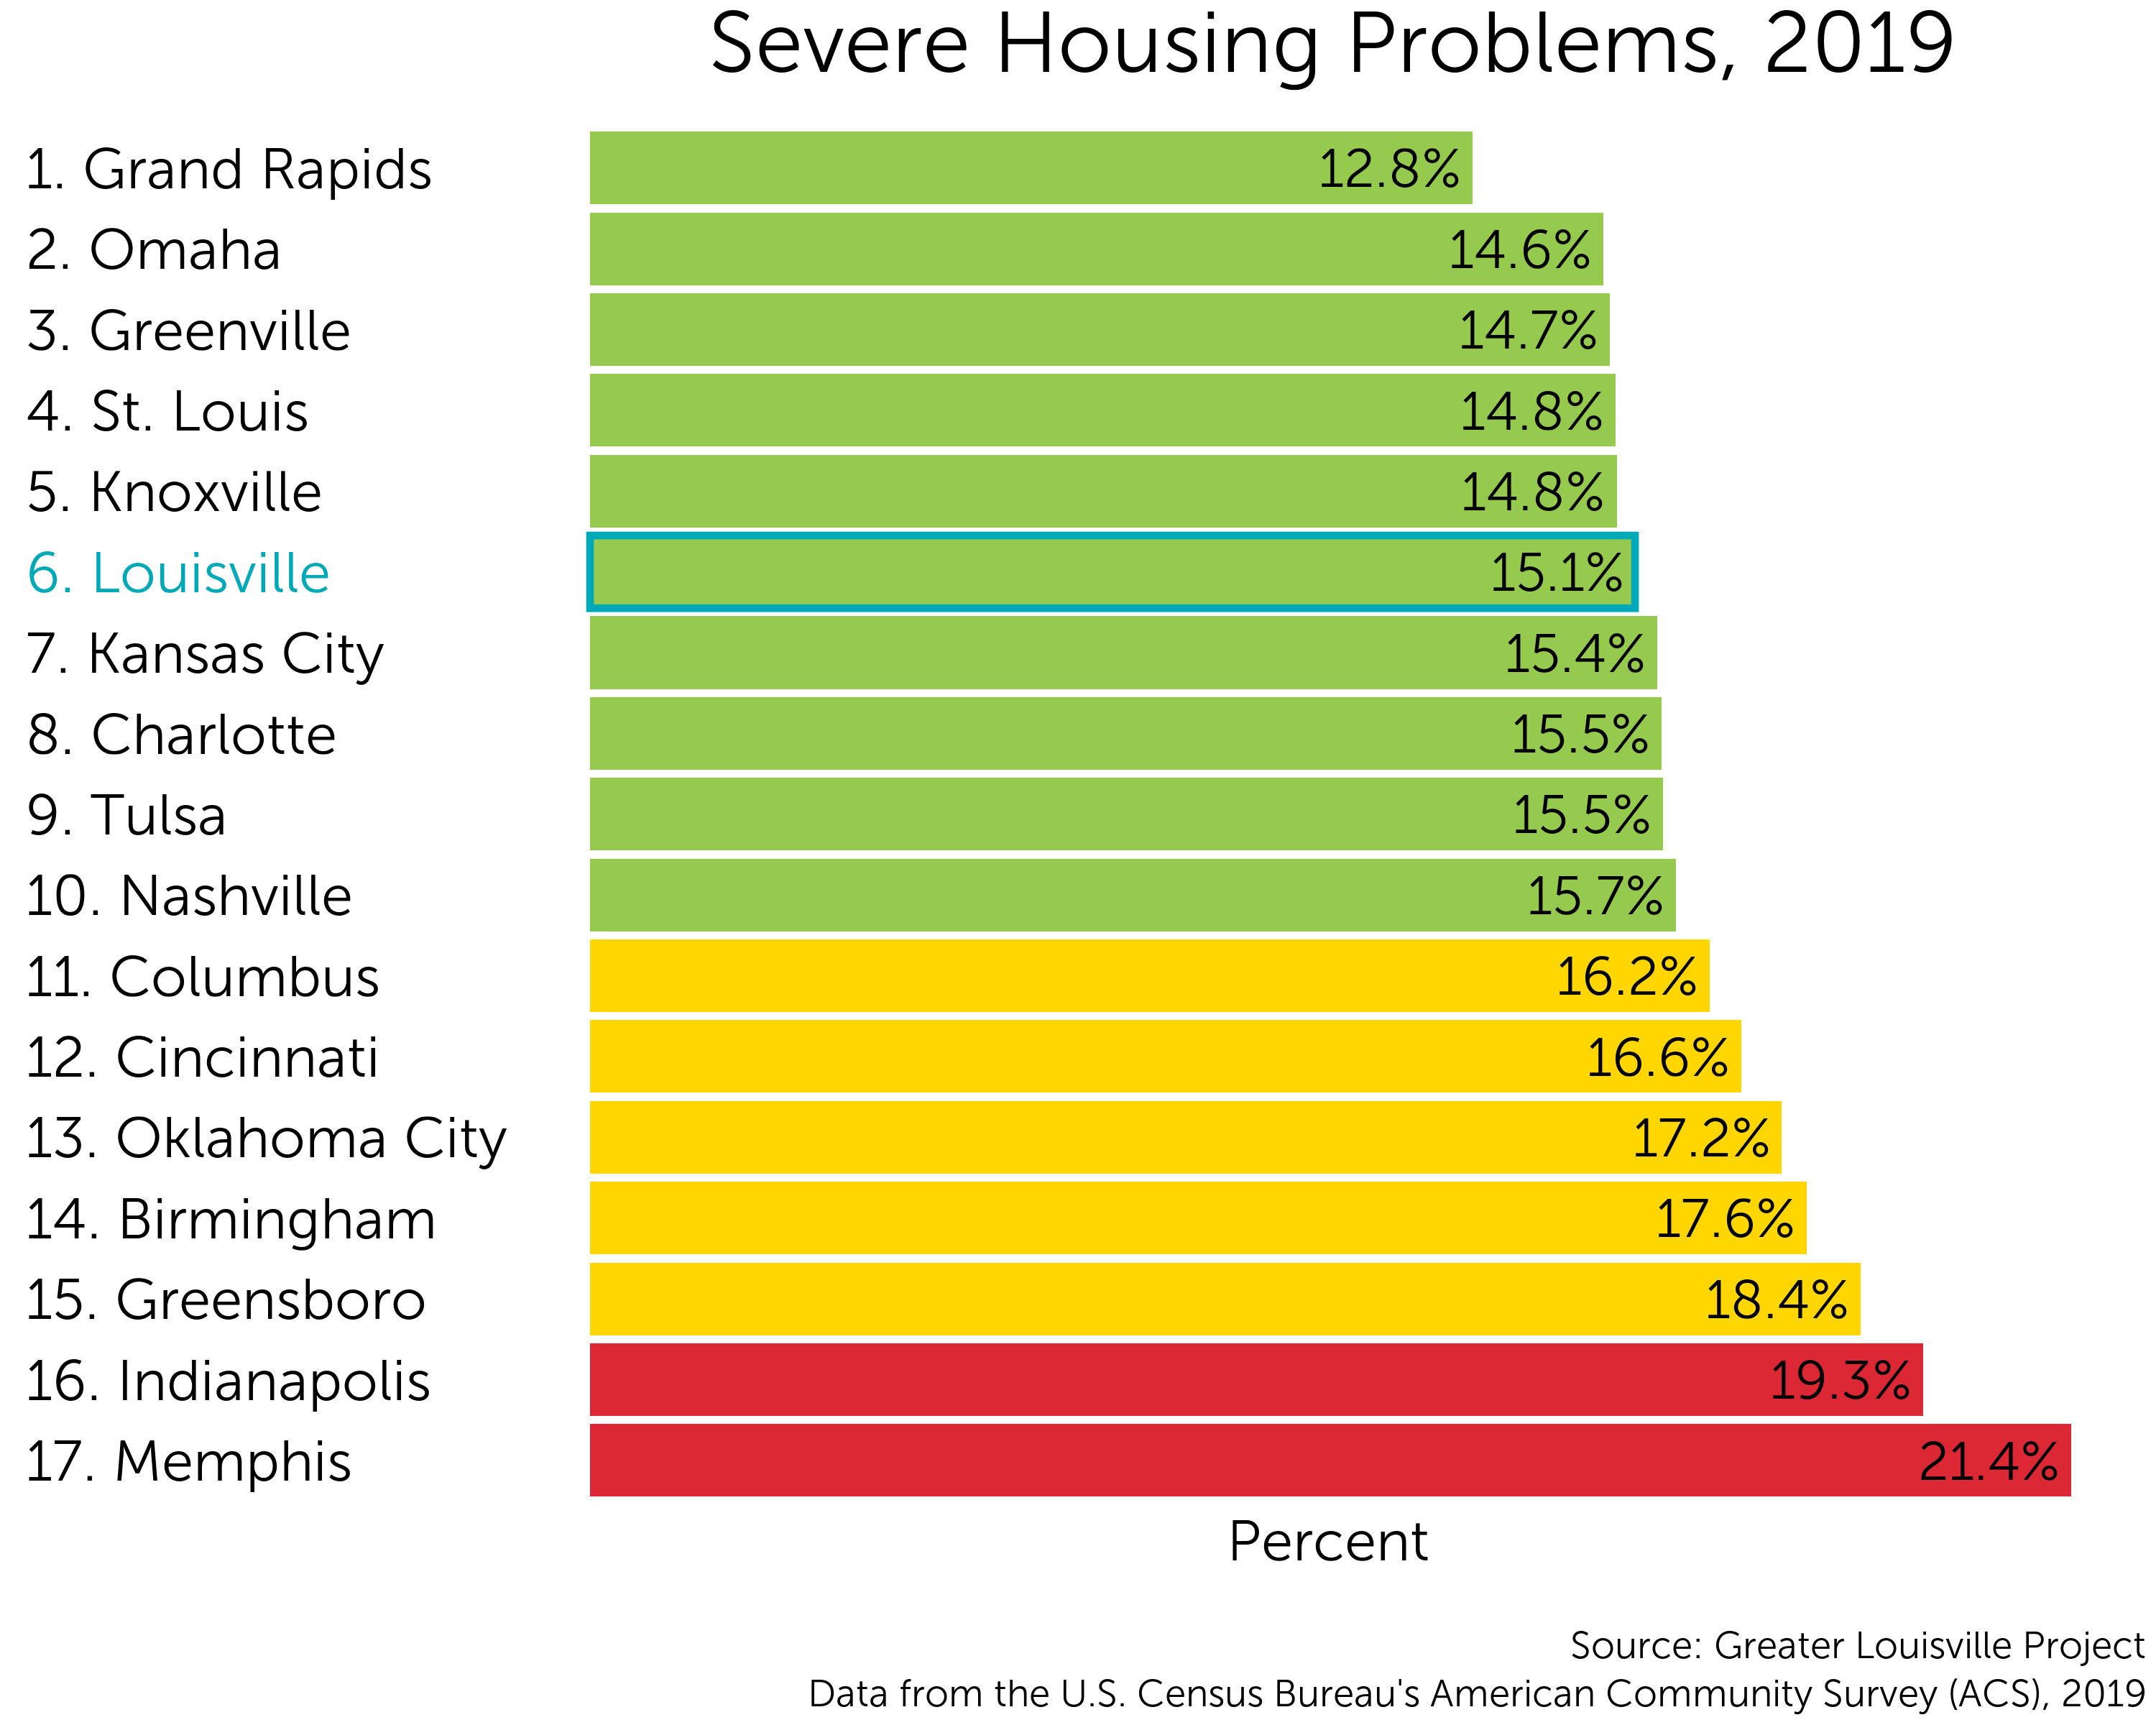 Severe Housing Problems, 2019
1. Grand Rapids 12.8%
2. Omaha 14.6%
3. Greenville 14.7%
4. St. Louis 14.8%
5. Knoxville 14.8%
6. Louisville 15.1%
7. Kansas City 15.4%
8. Charlotte 15.5%
9. Tulsa 15.5%
10. Nashville 15.7%
11. Columbus 16.2%
12. Cincinnati 16.6%
13. Oklahoma City 17.2%
14. Birmingham 17.6%
15. Greensboro 18.4%
16. Indianapolis 19.3%
17. Memphis 21.4%
Percent
Source: Greater Louisville Project
Data from the U.S. Census Bureau's American Community Survey (ACS), 2019